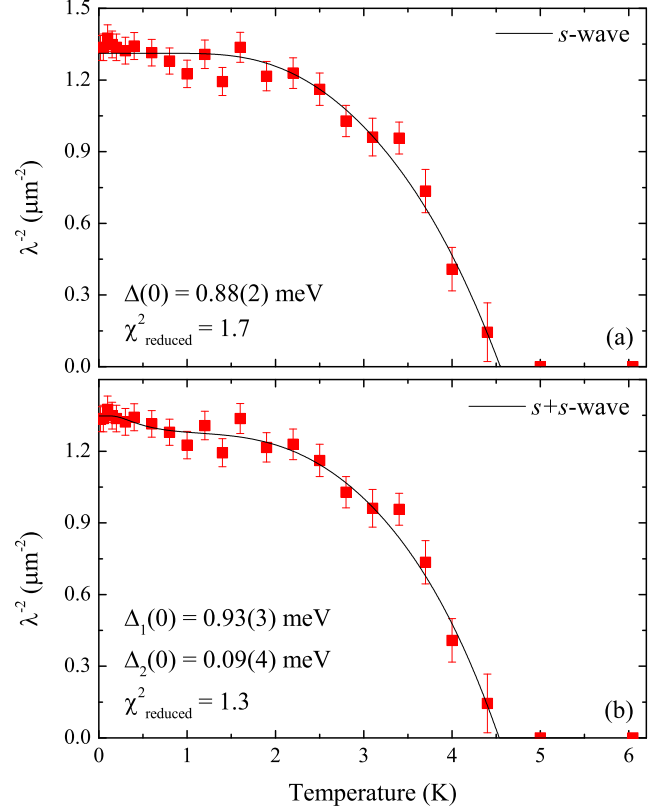 1.5
s-wave
1.2
0.9
0.6
λ⁻² (μm⁻²)
Δ(0) = 0.88(2) meV
0.3
χ²reduced = 1.7
(a)
0.0
s+s-wave
1.2
0.9
0.6
λ⁻² (μm⁻²)
Δ₁(0) = 0.93(3) meV
0.3
Δ₂(0) = 0.09(4) meV
χ²reduced = 1.3
(b)
0.0
0 1 2 3 4 5 6
Temperature (K)